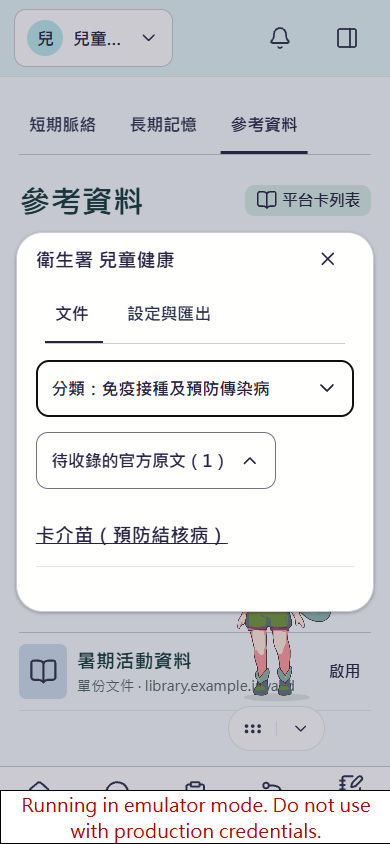 兒 兒童...
短期脈絡 長期記憶 參考資料
參考資料 平台卡列表
衛生署 兒童健康
文件 設定與匯出
分類：免疫接種及預防傳染病
待收錄的官方原文（1）
卡介苗（預防結核病）
暑期活動資料
啟用
單份文件 · library.example.invalid
Running in emulator mode. Do not use
with production credentials.